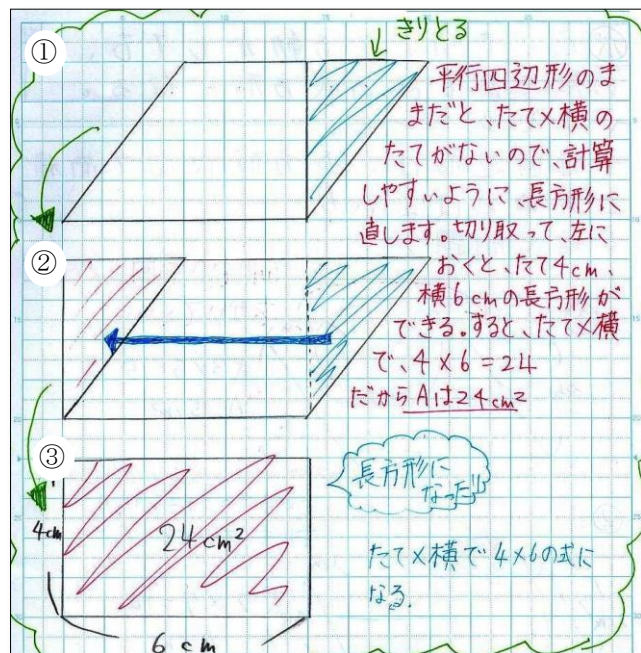 ①
きりとる
平行四辺形のま
まだと、たて×横の
たてがないので、計算
しやすいように、長方形に
直します。切り取って、左に
おくと、たて4cm、
横6cmの長方形が
できる。すると、たて×横
で、4×6=24
だからAは24cm²
②
③
長方形に
なった!!
4cm
24cm²
6cm
たて×横で4×6の式に
なる.